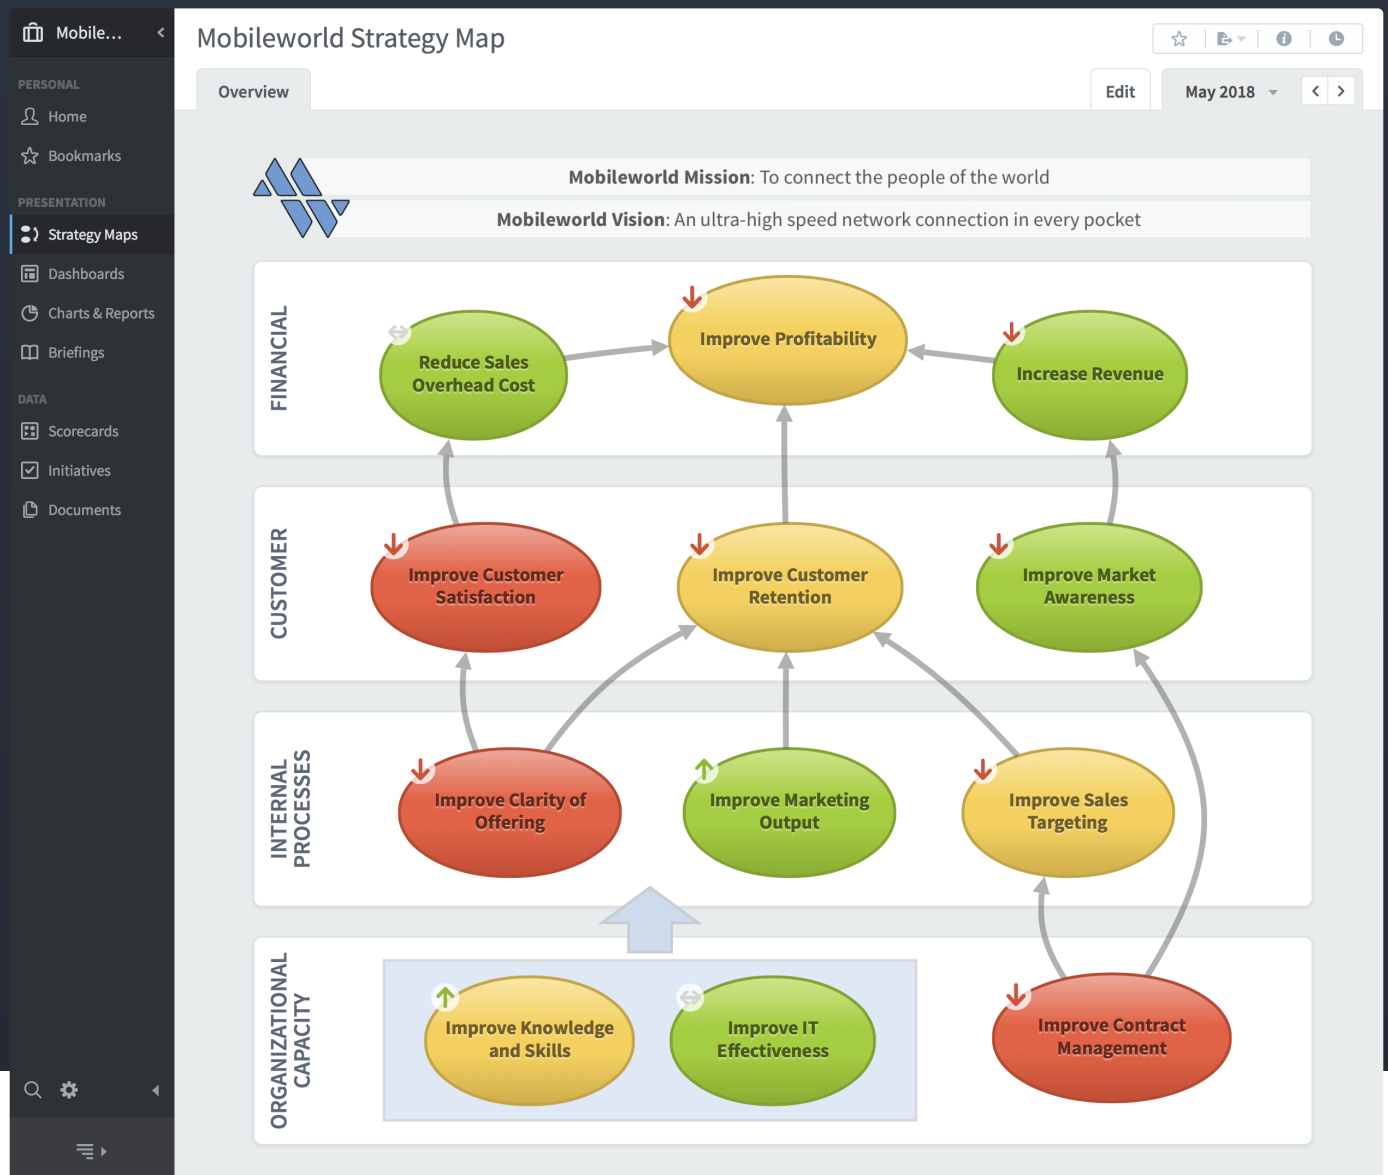 Mobile...
PERSONAL
Home
Bookmarks
PRESENTATION
Strategy Maps
Dashboards
Charts & Reports
Briefings
DATA
Scorecards
Initiatives
Documents
Mobileworld Strategy Map
Overview
Edit
May 2018
Mobileworld Mission: To connect the people of the world
Mobileworld Vision: An ultra-high speed network connection in every pocket
FINANCIAL
Reduce Sales
Overhead Cost
Improve Profitability
Increase Revenue
CUSTOMER
Improve Customer
Satisfaction
Improve Customer
Retention
Improve Market
Awareness
INTERNAL
PROCESSES
Improve Clarity of
Offering
Improve Marketing
Output
Improve Sales
Targeting
ORGANIZATIONAL
CAPACITY
Improve Knowledge
and Skills
Improve IT
Effectiveness
Improve Contract
Management